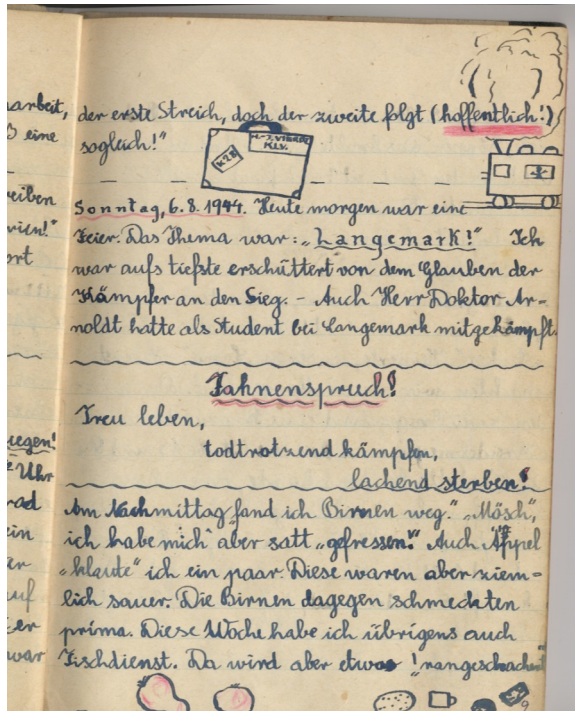 arbeit, der erste Streich, doch der zweite folgt (hoffentlich!)
eine sogleich!"
K.L.V.
Sonntag, 6.8.1944. Heute morgen war eine
Feier. Das Thema war: „Langemark!" Ich
war aufs tiefste erschüttert von dem Glauben der
Kämpfer an den Sieg. – Auch Herr Doktor Ar-
noldt hatte als Student bei Langemark mitgekämpft.
Fahnenspruch!
Treu leben,
todtrotzend kämpfen,
lachend sterben!
Am Nachmittag „fand ich Birnen weg." „Mösch",
ich habe mich aber satt „gefressen." Auch Äppel
„klaute" ich ein paar. Diese waren aber ziem-
lich sauer. Die Birnen dagegen schmeckten
prima. Diese Woche habe ich übrigens auch
Tischdienst. Da wird aber etwas
9